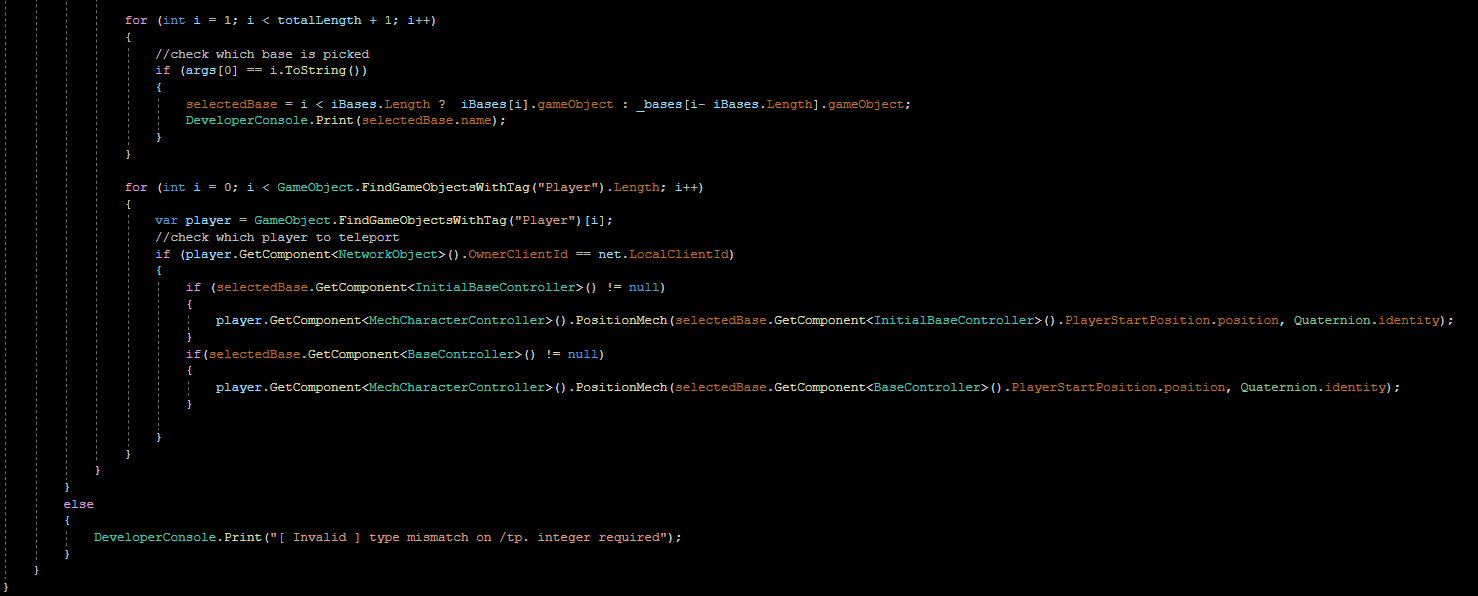 for (int i = 1; i < totalLength + 1; i++)
{
//check which base is picked
if (args[0] == i.ToString())
{
selectedBase = i < iBases.Length ?  iBases[i].gameObject : _bases[i- iBases.Length].gameObject;
DeveloperConsole.Print(selectedBase.name);
}
}
for (int i = 0; i < GameObject.FindGameObjectsWithTag("Player").Length; i++)
{
var player = GameObject.FindGameObjectsWithTag("Player")[i];
//check which player to teleport
if (player.GetComponent<NetworkObject>().OwnerClientId == net.LocalClientId)
{
if (selectedBase.GetComponent<InitialBaseController>() != null)
{
player.GetComponent<MechCharacterController>().PositionMech(selectedBase.GetComponent<InitialBaseController>().PlayerStartPosition.position, Quaternion.identity);
}
if(selectedBase.GetComponent<BaseController>() != null)
{
player.GetComponent<MechCharacterController>().PositionMech(selectedBase.GetComponent<BaseController>().PlayerStartPosition.position, Quaternion.identity);
}
}
}
}
}
else
{
DeveloperConsole.Print("[ Invalid ] type mismatch on /tp. integer required");
}
}
}